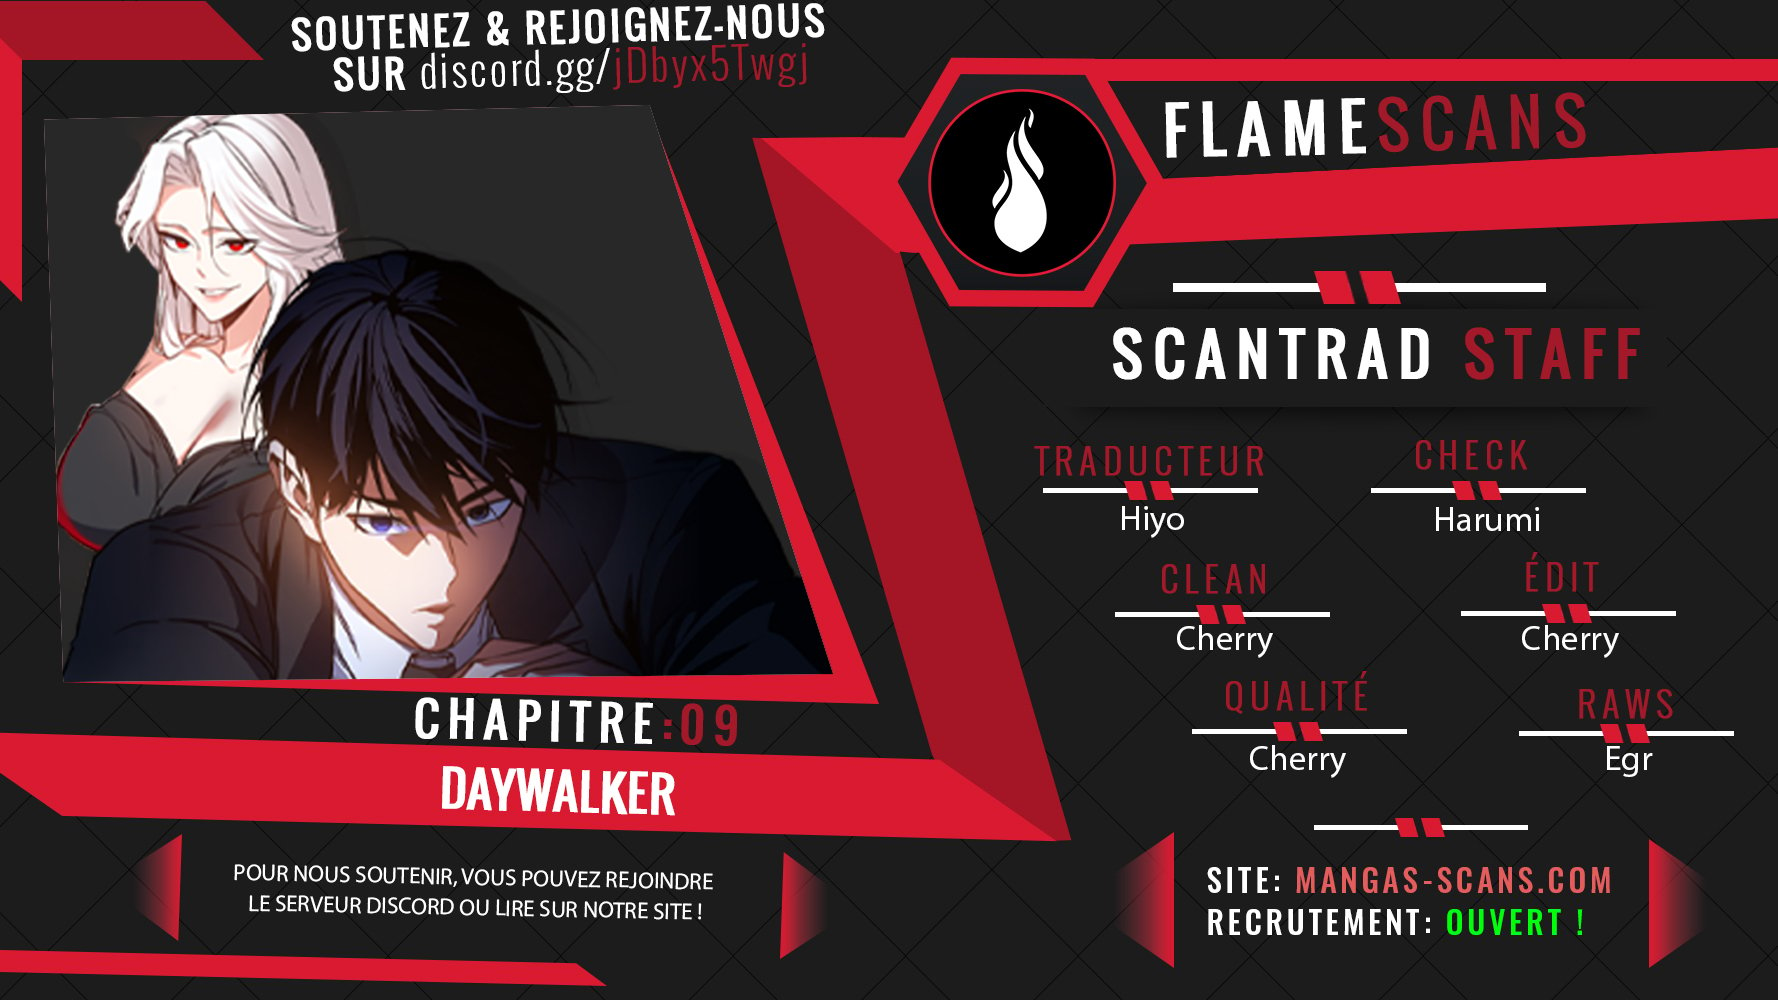 SOUTENEZ & REJOIGNEZ-NOUS
SUR discord.gg/jDbyx5Twgj
FLAMESCANS
SCANTRAD STAFF
TRADUCTEUR
Hiyo
CHECK
Harumi
CLEAN
Cherry
ÉDIT
Cherry
QUALITÉ
Cherry
RAWS
Egr
CHAPITRE:09
DAYWALKER
POUR NOUS SOUTENIR, VOUS POUVEZ REJOINDRE
LE SERVEUR DISCORD OU LIRE SUR NOTRE SITE !
SITE: MANGAS-SCANS.COM
RECRUTEMENT: OUVERT !